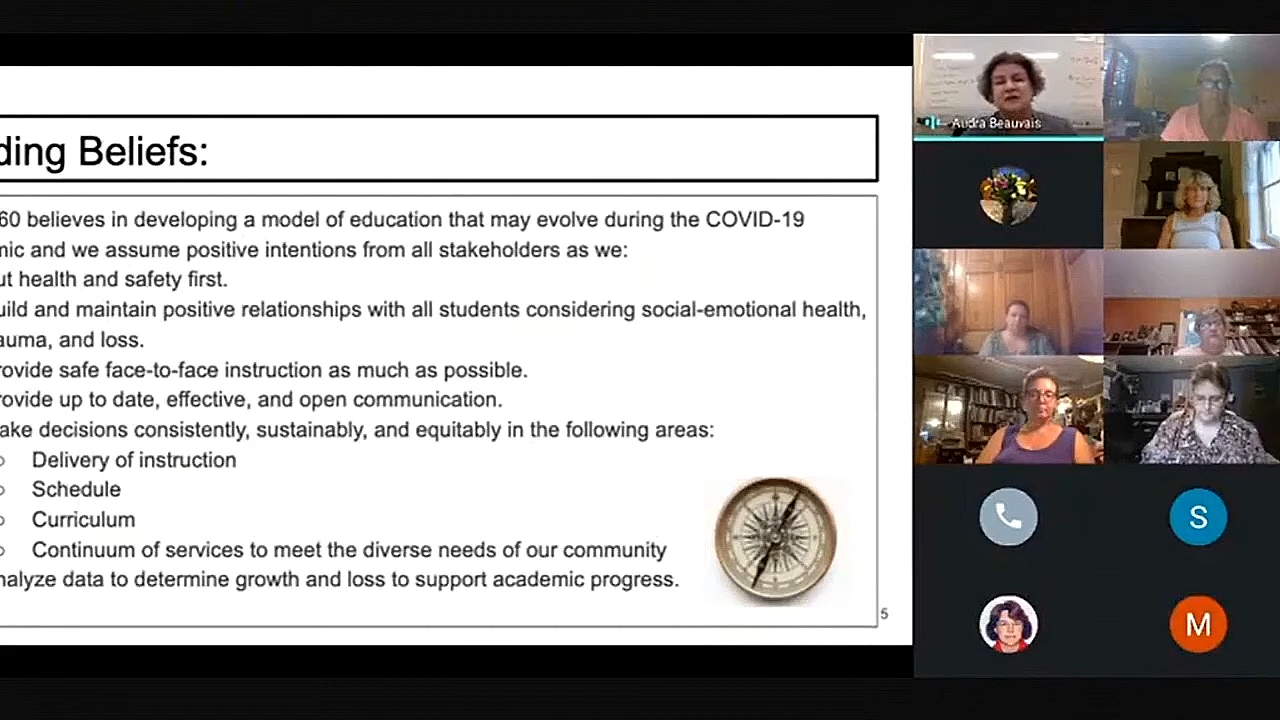 ding Beliefs:
60 believes in developing a model of education that may evolve during the COVID-19
mic and we assume positive intentions from all stakeholders as we:
ut health and safety first.
uild and maintain positive relationships with all students considering social-emotional health,
auma, and loss.
rovide safe face-to-face instruction as much as possible.
rovide up to date, effective, and open communication.
ake decisions consistently, sustainably, and equitably in the following areas:
Delivery of instruction
Schedule
Curriculum
Continuum of services to meet the diverse needs of our community
nalyze data to determine growth and loss to support academic progress.
5
Audra Beauvais
S
M